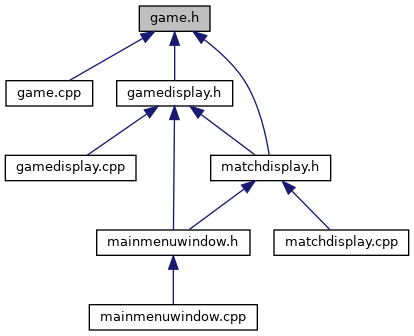 game.h
game.cpp
gamedisplay.h
gamedisplay.cpp
matchdisplay.h
mainmenuwindow.h
matchdisplay.cpp
mainmenuwindow.cpp